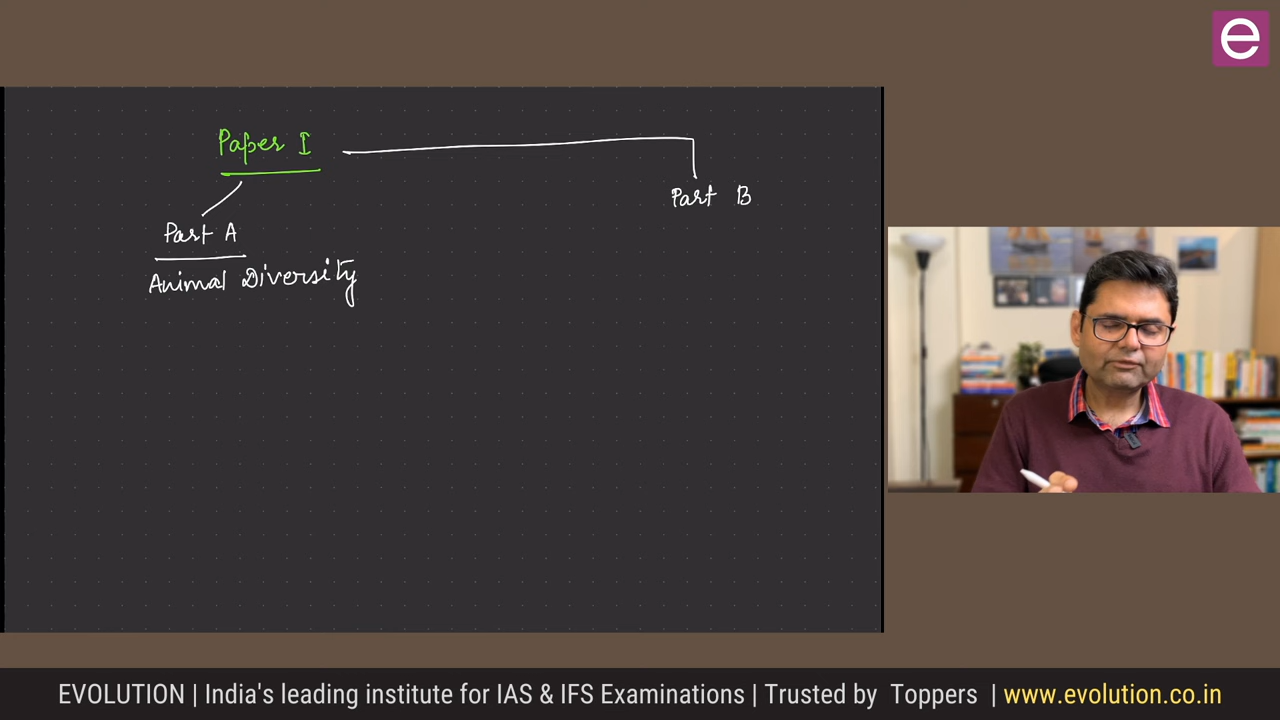 e
Paper I
Part B
Part A
Animal Diversity
EVOLUTION | India's leading institute for IAS & IFS Examinations | Trusted by Toppers | www.evolution.co.in